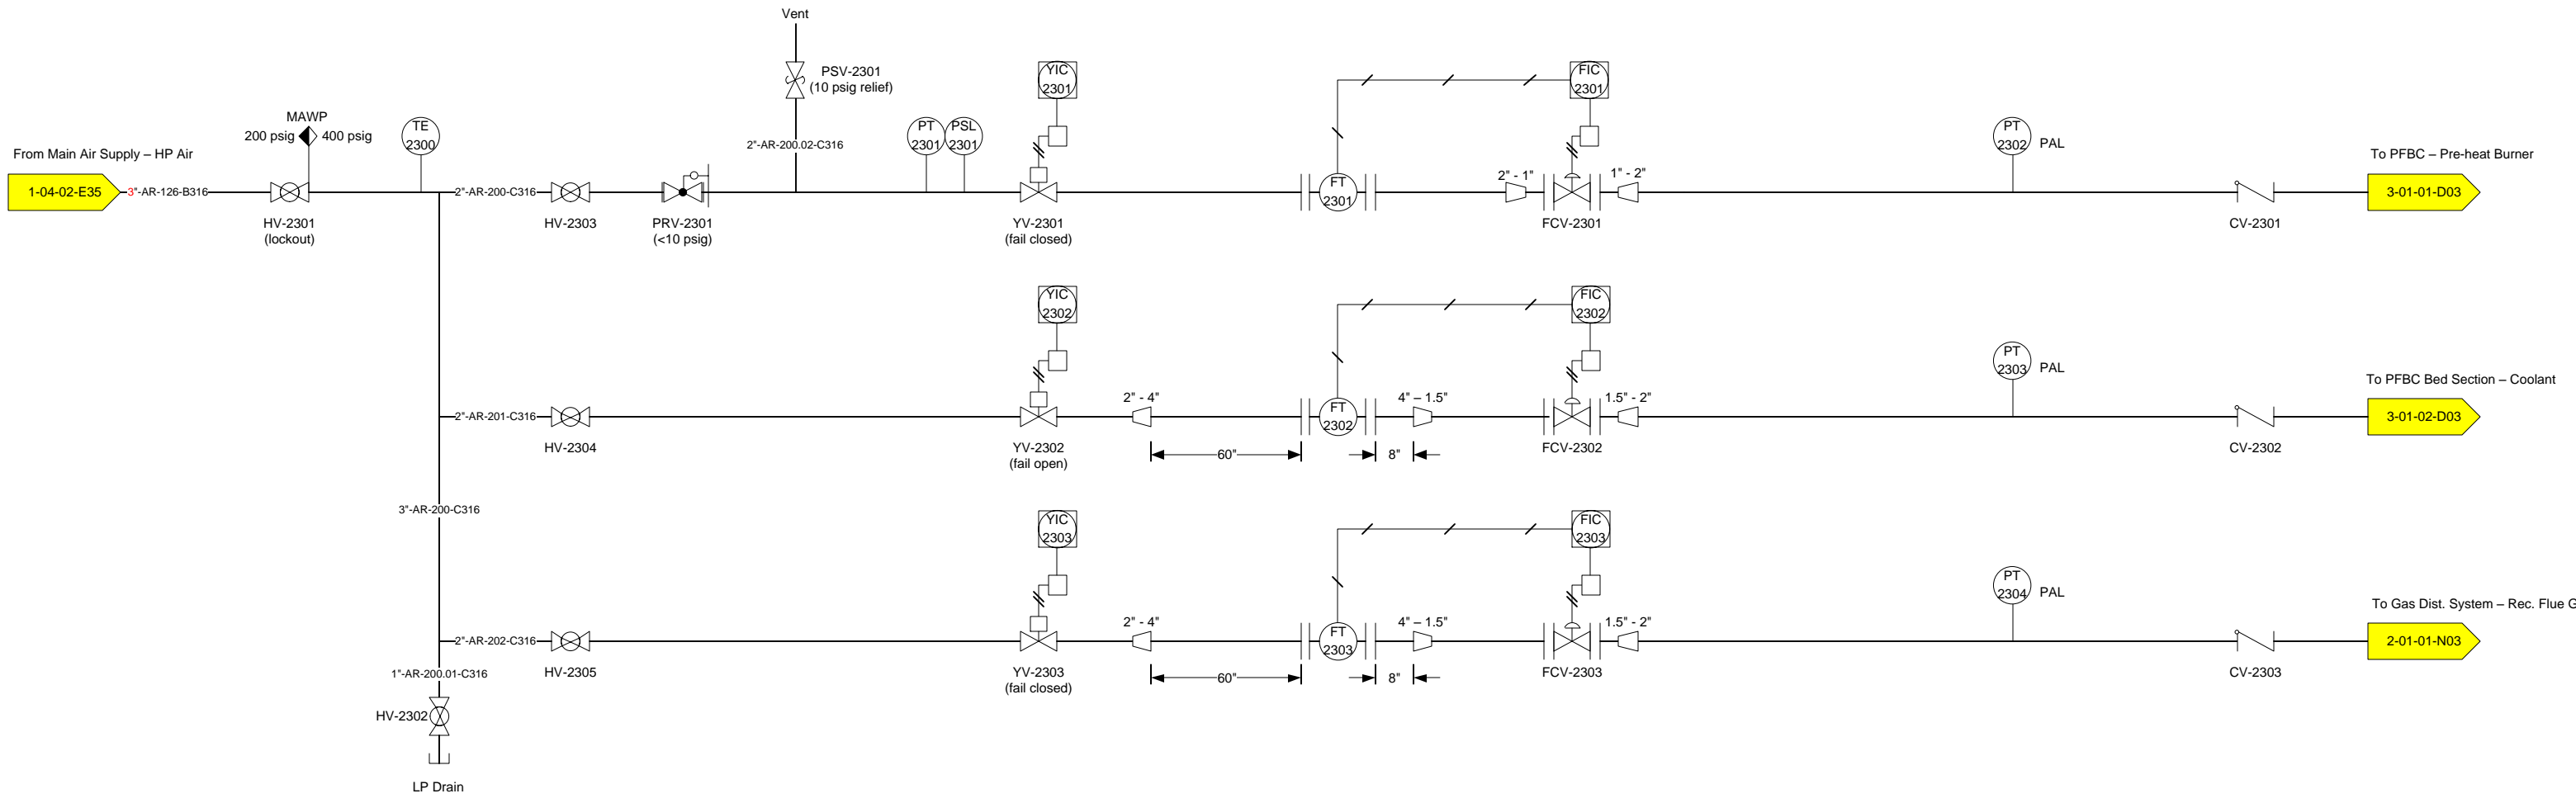 Vent
PSV-2301
(10 psig relief)
YIC
2301
FIC
2301
MAWP
200 psig
400 psig
TE
2300
PT
2301
PSL
2301
2"-AR-200.02-C316
PT
2302
PAL
From Main Air Supply – HP Air
1-04-02-E35
3"-AR-126-B316
HV-2301
(lockout)
2"-AR-200-C316
HV-2303
PRV-2301
(<10 psig)
YV-2301
(fail closed)
FT
2301
2" - 1"
FCV-2301
1" - 2"
CV-2301
To PFBC – Pre-heat Burner
3-01-01-D03
YIC
2302
FIC
2302
PT
2303
PAL
2"-AR-201-C316
HV-2304
YV-2302
(fail open)
2" - 4"
60"
FT
2302
4" – 1.5"
8"
FCV-2302
1.5" - 2"
CV-2302
To PFBC Bed Section – Coolant
3-01-02-D03
3"-AR-200-C316
YIC
2303
FIC
2303
PT
2304
PAL
2"-AR-202-C316
HV-2305
YV-2303
(fail closed)
2" - 4"
60"
FT
2303
4" – 1.5"
8"
FCV-2303
1.5" - 2"
CV-2303
To Gas Dist. System – Rec. Flue G
2-01-01-N03
1"-AR-200.01-C316
HV-2302
LP Drain